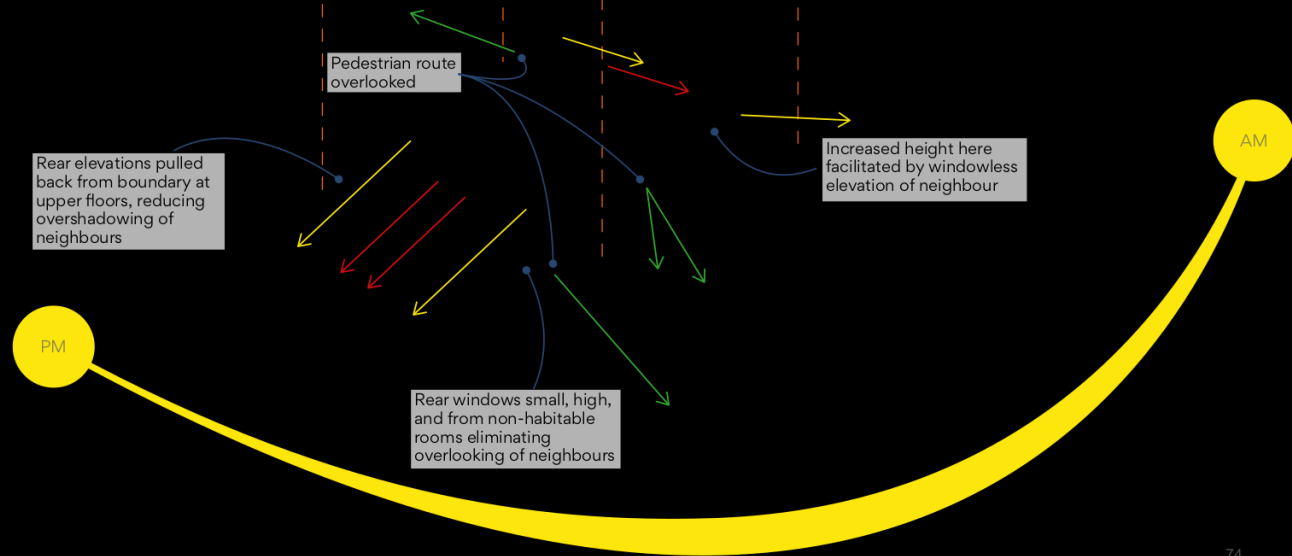 Pedestrian route
overlooked
Rear elevations pulled
back from boundary at
upper floors, reducing
overshadowing of
neighbours
Increased height here
facilitated by windowless
elevation of neighbour
AM
PM
Rear windows small, high,
and from non-habitable
rooms eliminating
overlooking of neighbours
74